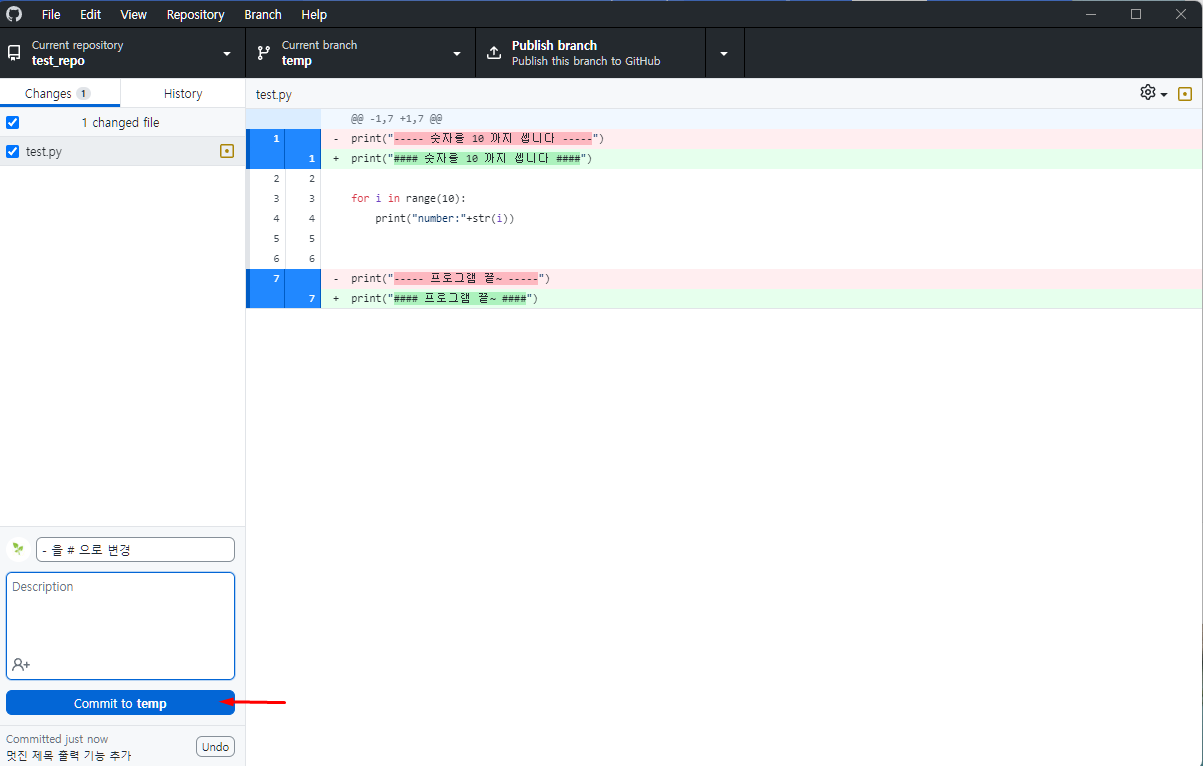 File Edit View Repository Branch Help
Current repository
test_repo
Current branch
temp
Publish branch
Publish this branch to GitHub
Changes 1
History
test.py
1 changed file
test.py
@@ -1,7 +1,7 @@
1 - print("----- 숫자을 10 까지 셉니다 -----")
1 + print("#### 숫자을 10 까지 셉니다 ####")
2 2
3 3 for i in range(10):
4 4 print("number:"+str(i))
5 5
6 6
7 - print("----- 프로그램 끝~ -----")
7 + print("#### 프로그램 끝~ ####")
- 을 # 으로 변경
Description
Commit to temp
Committed just now
멋진 제목 출력 기능 추가
Undo